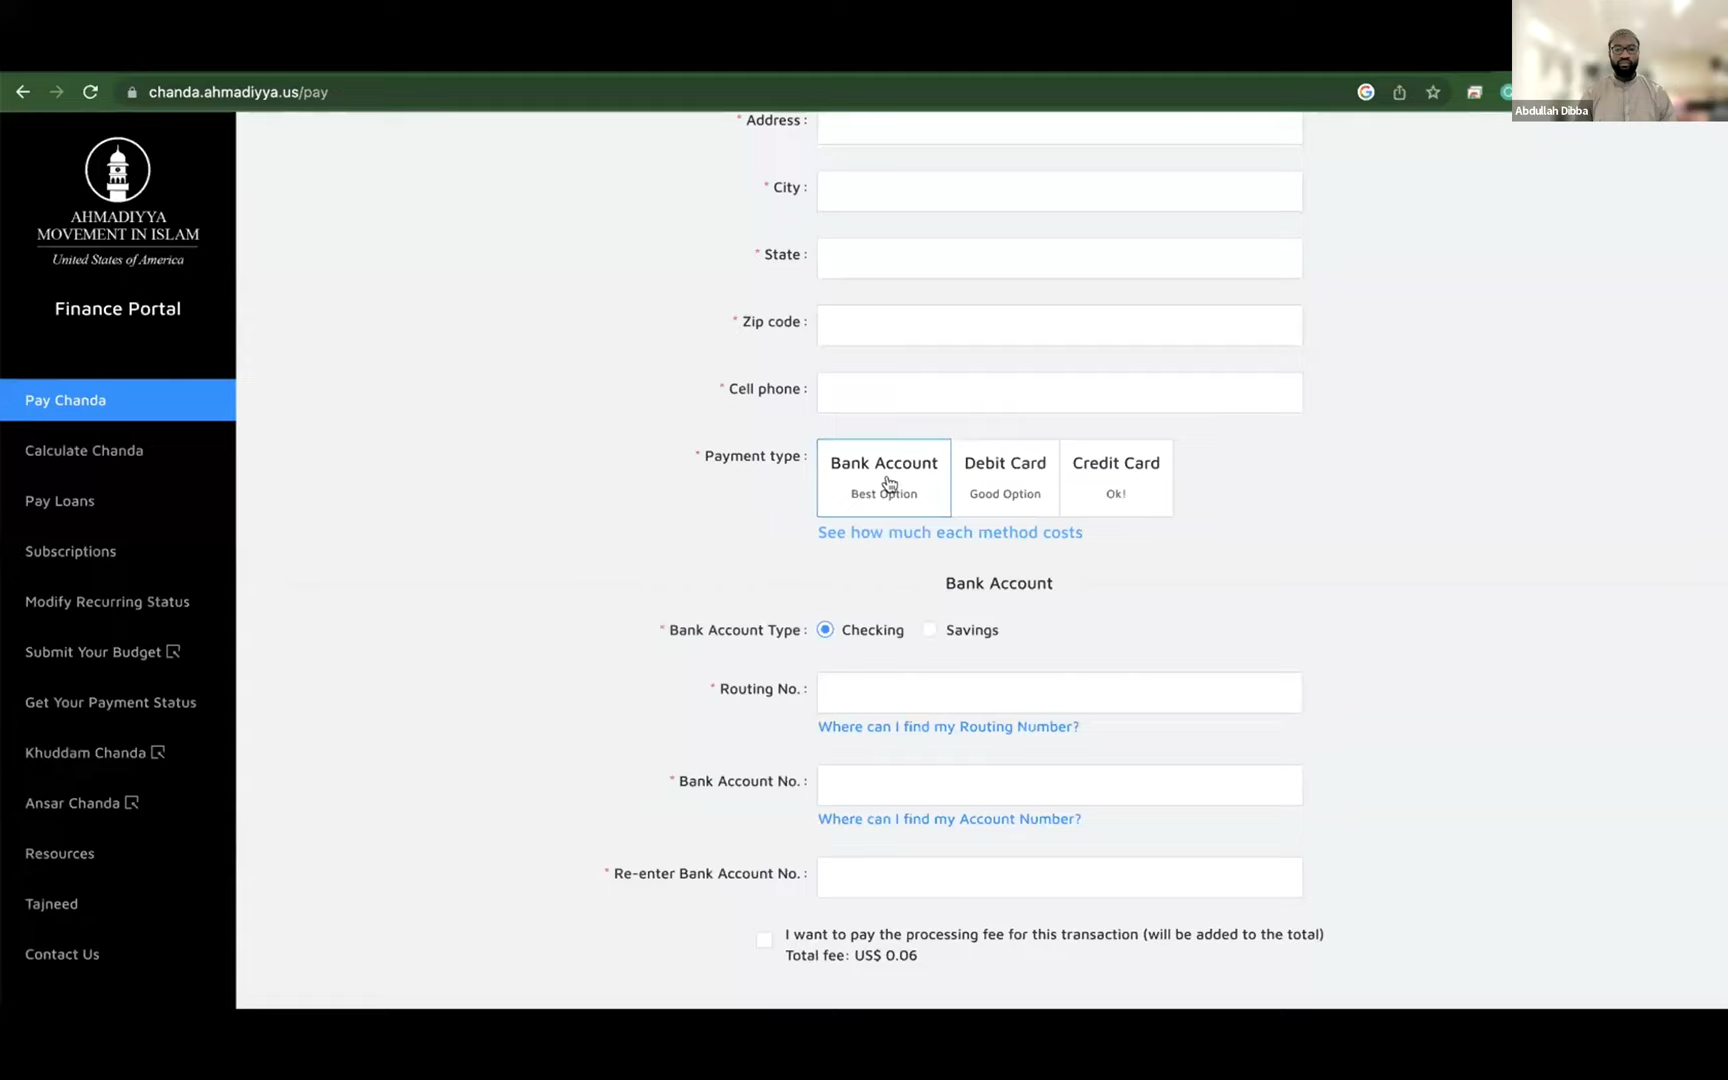 chanda.ahmadiyya.us/pay
Abdullah Dibba
AHMADIYYA
MOVEMENT IN ISLAM
United States of America
Finance Portal
Pay Chanda
Calculate Chanda
Pay Loans
Subscriptions
Modify Recurring Status
Submit Your Budget
Get Your Payment Status
Khuddam Chanda
Ansar Chanda
Resources
Tajneed
Contact Us
* Address :
* City :
* State :
* Zip code :
* Cell phone :
* Payment type :
Bank Account Debit Card Credit Card
Best Option Good Option Ok!
See how much each method costs
Bank Account
* Bank Account Type : Checking Savings
* Routing No. :
Where can I find my Routing Number?
* Bank Account No. :
Where can I find my Account Number?
* Re-enter Bank Account No. :
I want to pay the processing fee for this transaction (will be added to the total)
Total fee: US$ 0.06